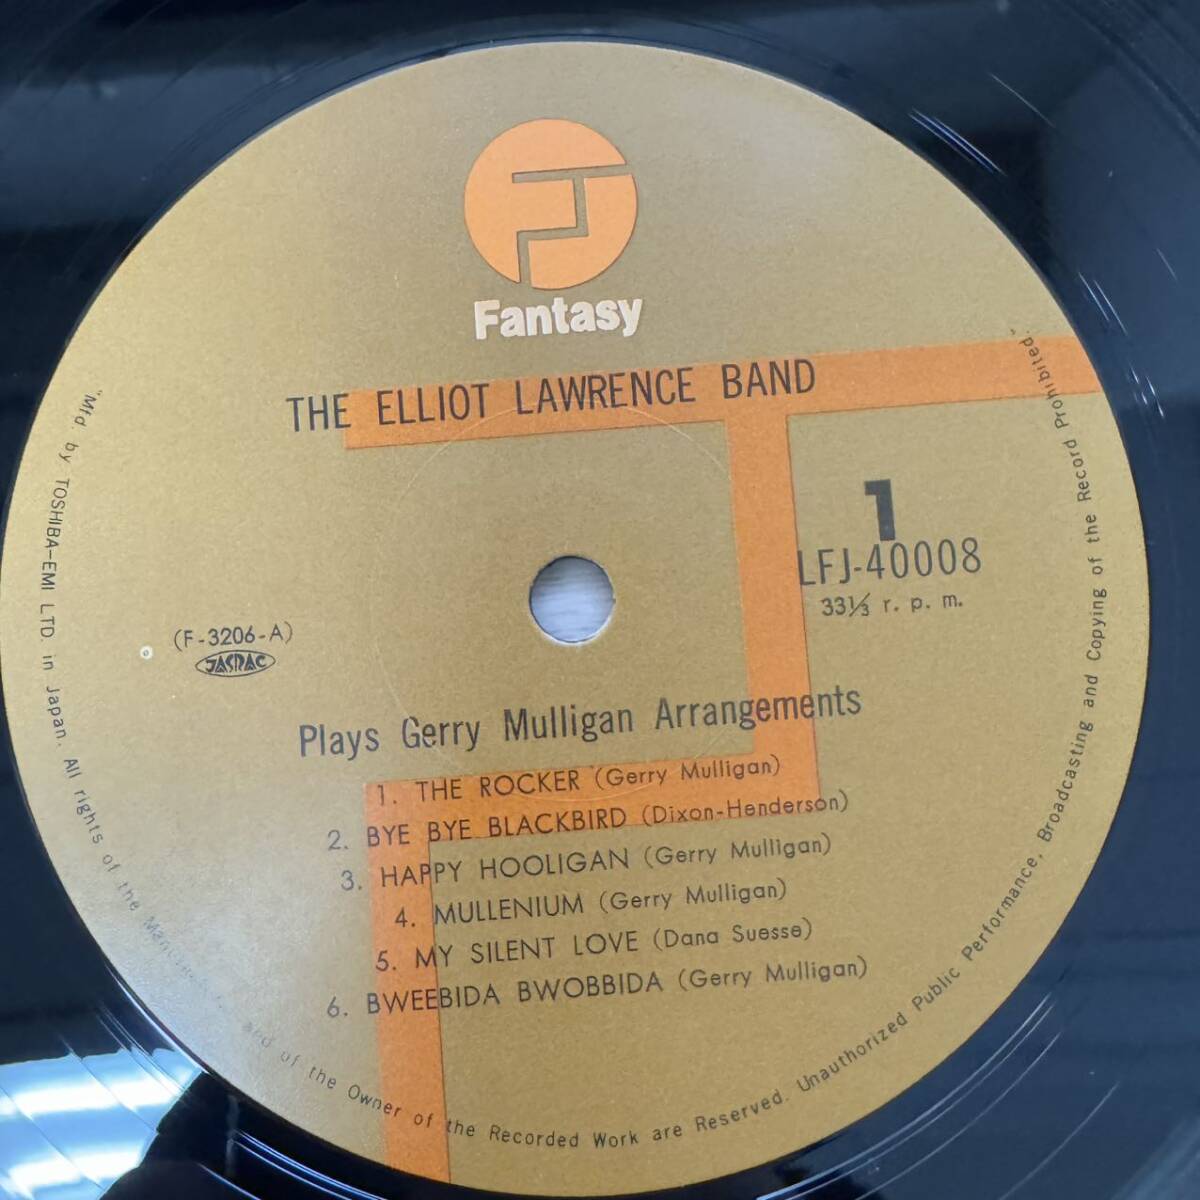 Fantasy
THE ELLIOT LAWRENCE BAND
1
LFJ-40008
33⅓ r. p. m.
(F-3206-A)
JASRAC
Plays Gerry Mulligan Arrangements
1. THE ROCKER (Gerry Mulligan)
2. BYE BYE BLACKBIRD (Dixon-Henderson)
3. HAPPY HOOLIGAN (Gerry Mulligan)
4. MULLENIUM (Gerry Mulligan)
5. MY SILENT LOVE (Dana Suesse)
6. BWEEBIDA BWOBBIDA (Gerry Mulligan)
"Mfd. by TOSHIBA-EMI LTD. in Japan. All rights of the and of the Owner of the Recorded Work are Reserved. Unauthorized Public Performance, Broadcasting and Copying of the Record Prohibited."